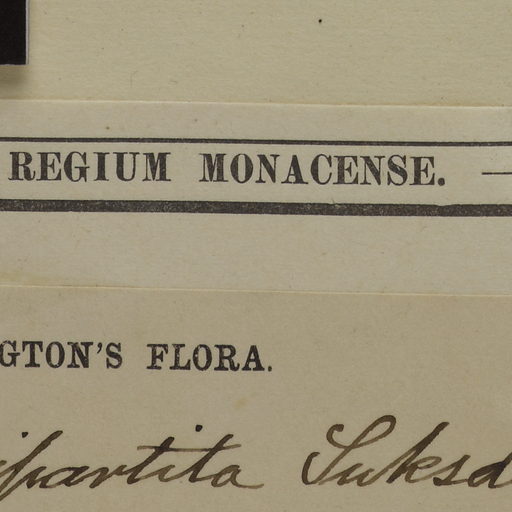 REGIUM MONACENSE. —
GTON'S FLORA.
ipartita Suksd